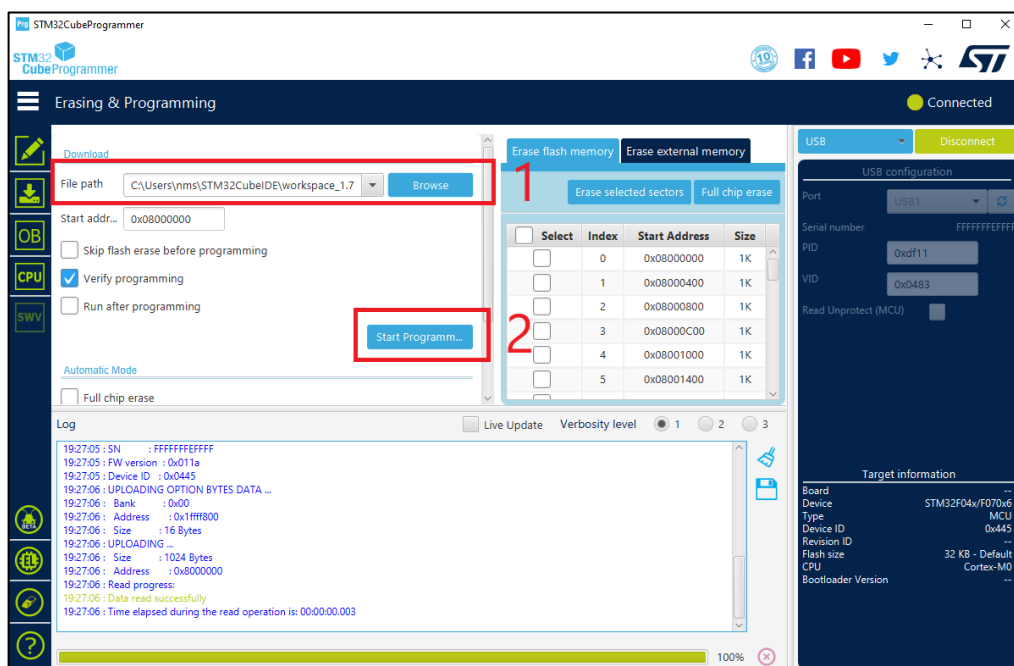 Prg STM32CubeProgrammer
STM32
CubeProgrammer
10
ST
Erasing & Programming
Connected
Download
File path C:\Users\nms\STM32CubeIDE\workspace_1.7 Browse
1
Start addr... 0x08000000
Skip flash erase before programming
Verify programming
Run after programming
Start Programm...
2
Automatic Mode
Full chip erase
OB
CPU
SWV
BETA
EL
?
Erase flash memory Erase external memory
Erase selected sectors Full chip erase
Select Index Start Address Size
0 0x08000000 1K
1 0x08000400 1K
2 0x08000800 1K
3 0x08000C00 1K
4 0x08001000 1K
5 0x08001400 1K
USB Disconnect
USB configuration
Port USB1
Serial number FFFFFFFEFFFF
PID 0xdf11
VID 0x0483
Read Unprotect (MCU)
Log Live Update Verbosity level 1 2 3
19:27:05 : SN : FFFFFFFEFFFF
19:27:05 : FW version : 0x011a
19:27:05 : Device ID : 0x0445
19:27:06 : UPLOADING OPTION BYTES DATA ...
19:27:06 : Bank : 0x00
19:27:06 : Address : 0x1ffff800
19:27:06 : Size : 16 Bytes
19:27:06 : UPLOADING ...
19:27:06 : Size : 1024 Bytes
19:27:06 : Address : 0x8000000
19:27:06 : Read progress:
19:27:06 : Data read successfully
19:27:06 : Time elapsed during the read operation is: 00:00:00.003
100%
Target information
Board --
Device STM32F04x/F070x6
Type MCU
Device ID 0x445
Revision ID --
Flash size 32 KB - Default
CPU Cortex-M0
Bootloader Version --